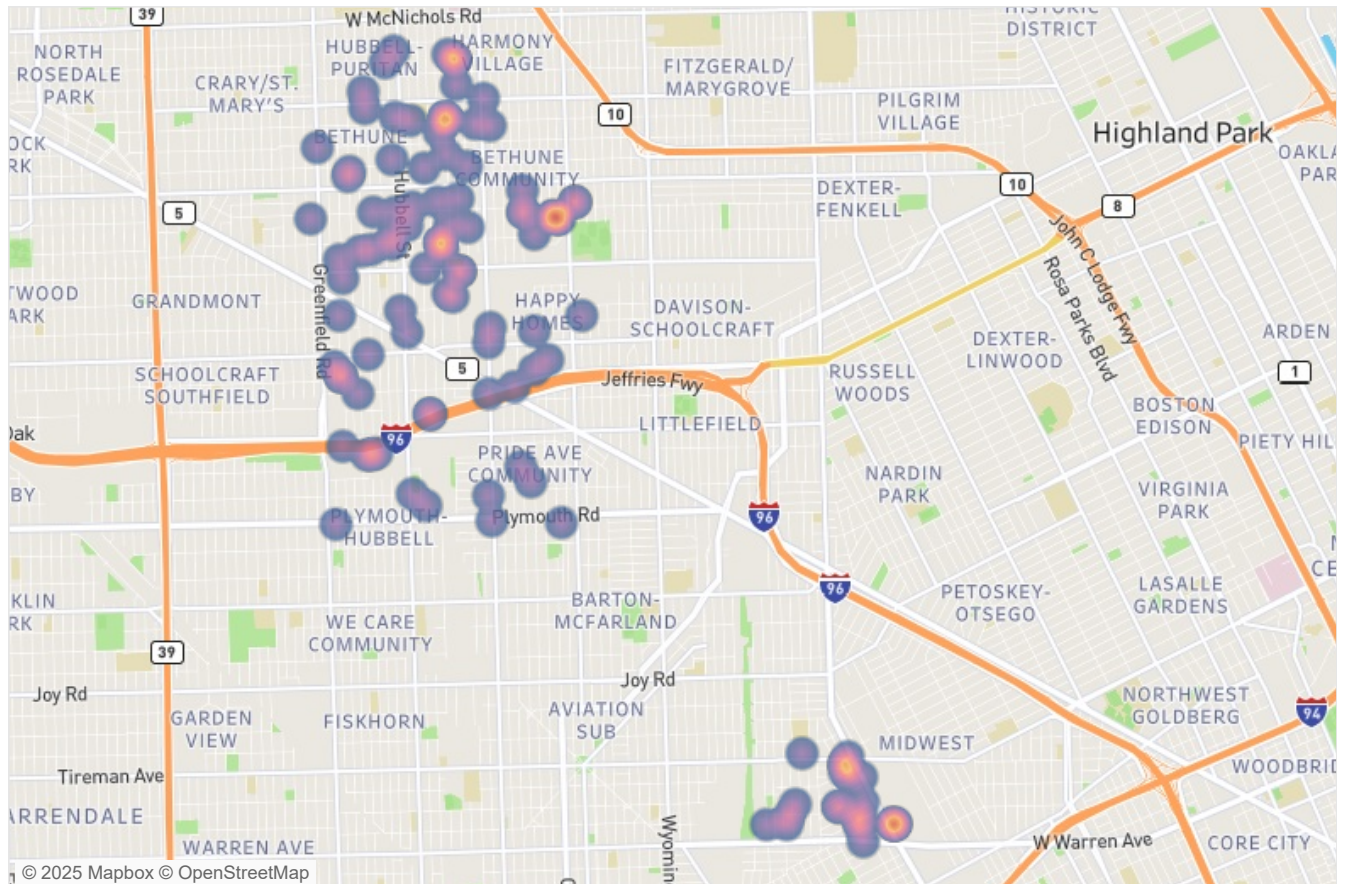 39
W McNichols Rd
HISTORIC
DISTRICT
NORTH
ROSEDALE
PARK
HUBBELL-
PURITAN
HARMONY
VILLAGE
CRARY/ST.
MARY'S
FITZGERALD/
MARYGROVE
10
PILGRIM
VILLAGE
Highland Park
BETHUNE
OCK
RK
BETHUNE
COMMUNITY
OAKLA
PAR
10
DEXTER-
FENKELL
8
5
Hubbell St
John C Lodge Fwy
Rosa Parks Blvd
Greenfield Rd
TWOOD
ARK
GRANDMONT
HAPPY
HOMES
DAVISON-
SCHOOLCRAFT
DEXTER-
LINWOOD
ARDEN
1
5
SCHOOLCRAFT
SOUTHFIELD
Jeffries Fwy
RUSSELL
WOODS
BOSTON
EDISON
LITTLEFIELD
Oak
96
PIETY HIL
PRIDE AVE
COMMUNITY
NARDIN
PARK
BY
VIRGINIA
PARK
PLYMOUTH-
HUBBELL
Plymouth Rd
96
CE
96
KLIN
RK
WE CARE
COMMUNITY
BARTON-
MCFARLAND
PETOSKEY-
OTSEGO
LASALLE
GARDENS
39
Joy Rd
Joy Rd
GARDEN
VIEW
FISKHORN
AVIATION
SUB
NORTHWEST
GOLDBERG
94
MIDWEST
Tireman Ave
WOODBRID
ARRENDALE
WARREN AVE
Wyomin
W Warren Ave
CORE CITY
© 2025 Mapbox © OpenStreetMap